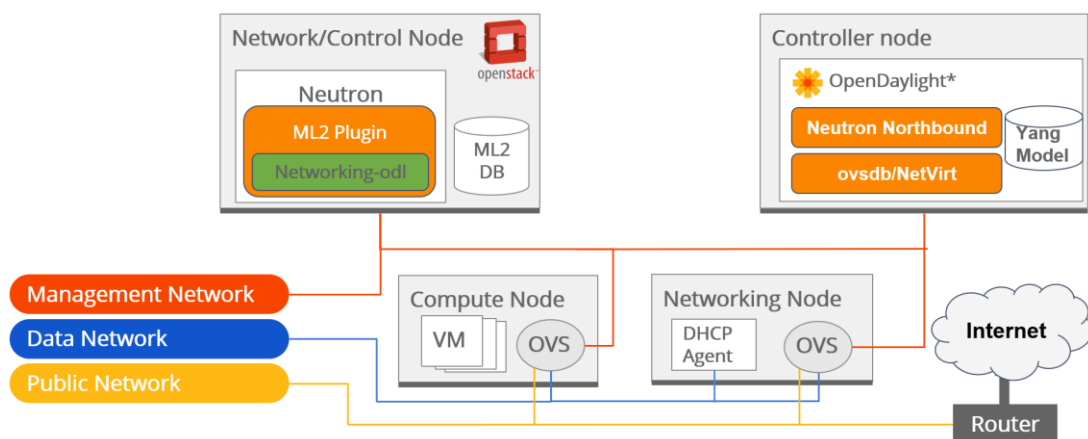 Network/Control Node
openstack™
Neutron
ML2 Plugin
Networking-odl
ML2
DB
Controller node
OpenDaylight*
Neutron Northbound
ovsdb/NetVirt
Yang
Model
Management Network
Data Network
Public Network
Compute Node
VM
OVS
Networking Node
DHCP
Agent
OVS
Internet
Router